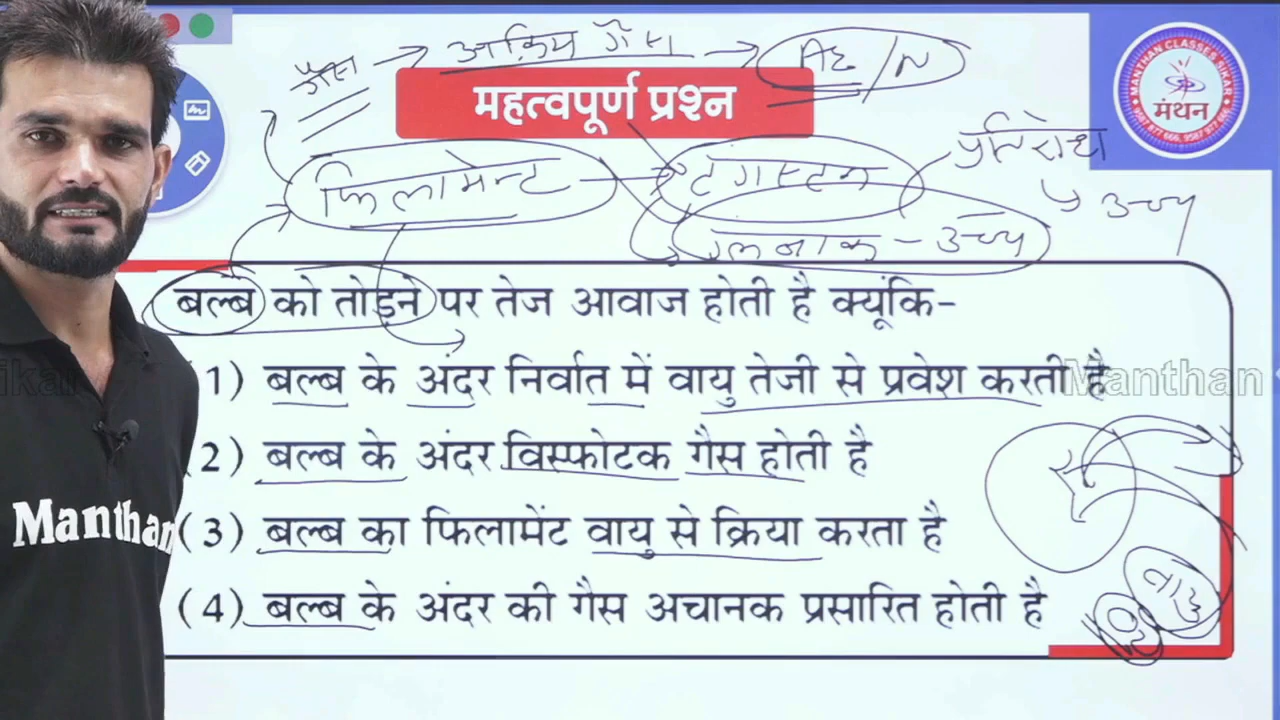 गैस → अक्रिय गैस → Ar / N
महत्वपूर्ण प्रश्न
MANTHAN CLASSES SIKAR
मंथन
फिलामेन्ट
टंगस्टन
प्रतिरोध
उच्च
गलनांक - उच्च
बल्ब को तोड़ने पर तेज आवाज होती है क्यूंकि-
1) बल्ब के अंदर निर्वात में वायु तेजी से प्रवेश करती है
2) बल्ब के अंदर विस्फोटक गैस होती है
(3) बल्ब का फिलामेंट वायु से क्रिया करता है
(4) बल्ब के अंदर की गैस अचानक प्रसारित होती है
Manthan
Manthan